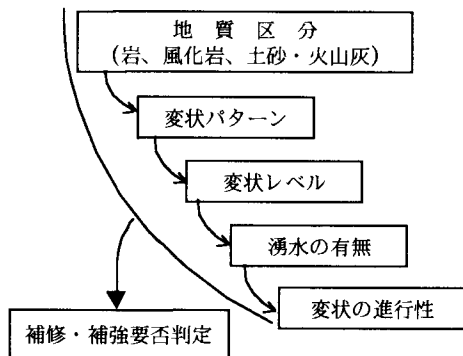 地質区分
(岩、風化岩、土砂・火山灰)
変状パターン
変状レベル
湧水の有無
変状の進行性
補修・補強要否判定